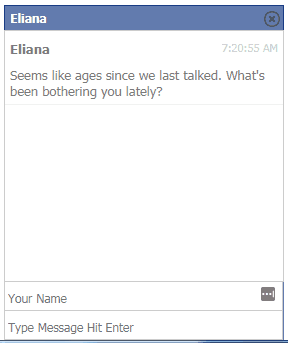 Eliana
Eliana 7:20:55 AM
Seems like ages since we last talked. What's
been bothering you lately?
Your Name
Type Message Hit Enter